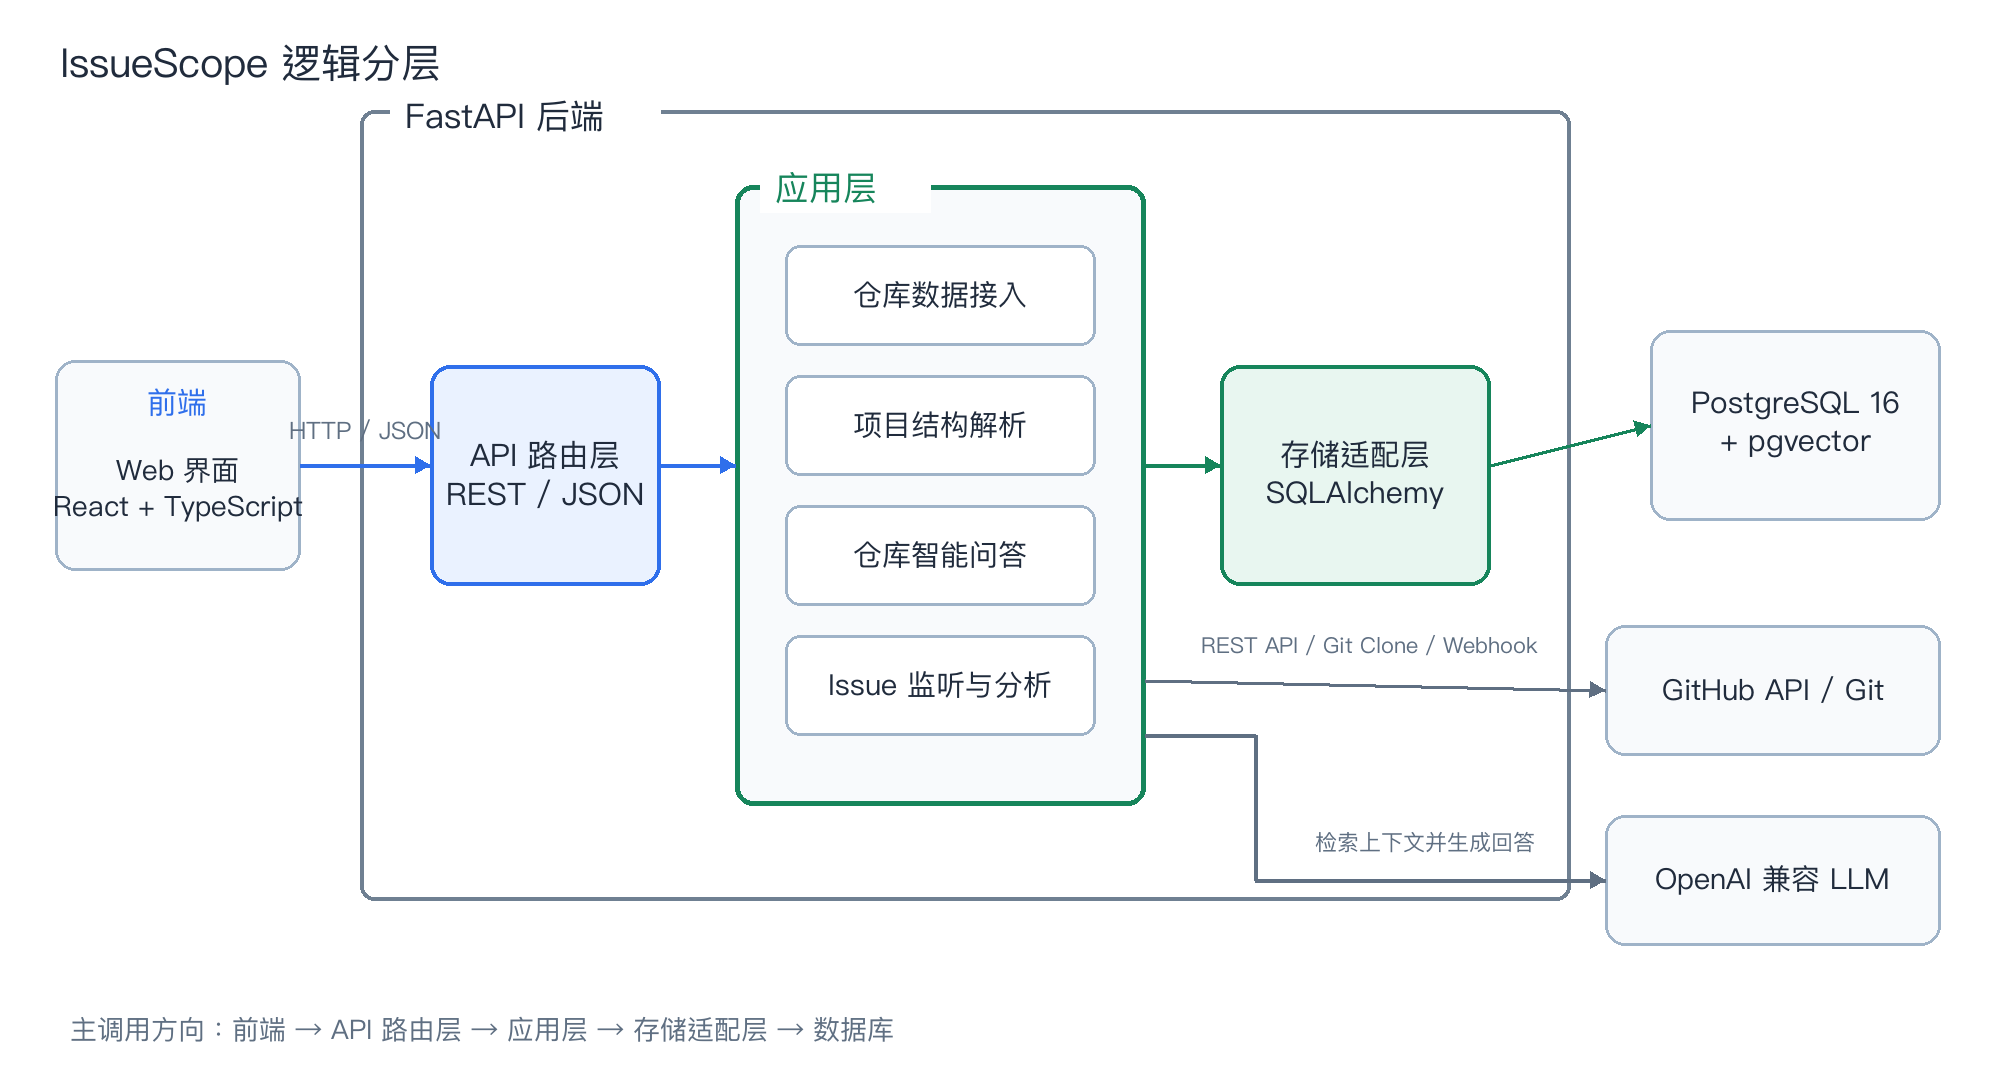 IssueScope 逻辑分层
FastAPI 后端
应用层
仓库数据接入
项目结构解析
仓库智能问答
Issue 监听与分析
前端
Web 界面
React + TypeScript
HTTP / JSON
API 路由层
REST / JSON
存储适配层
SQLAlchemy
PostgreSQL 16
+ pgvector
REST API / Git Clone / Webhook
GitHub API / Git
检索上下文并生成回答
OpenAI 兼容 LLM
主调用方向：前端 → API 路由层 → 应用层 → 存储适配层 → 数据库